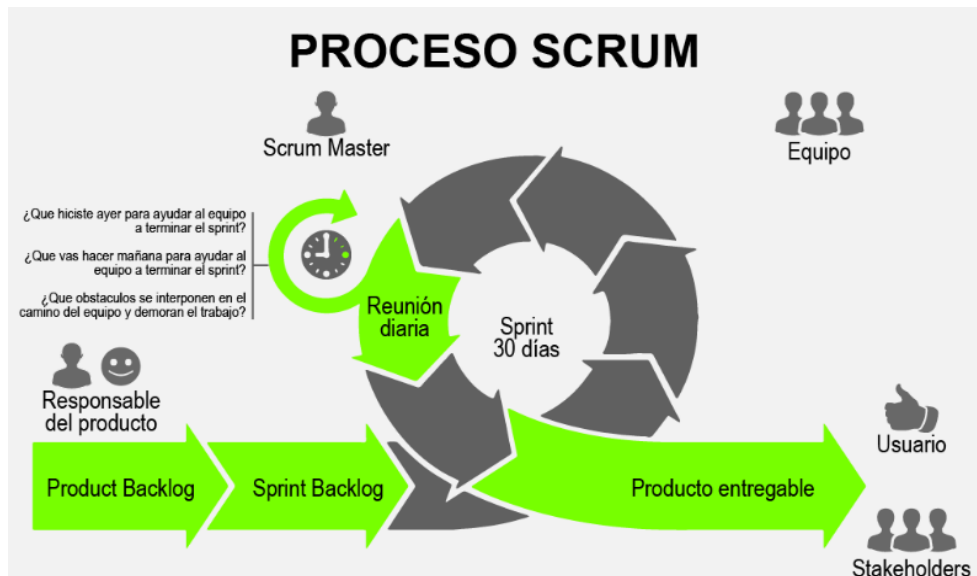 PROCESO SCRUM
Scrum Master
Equipo
¿Que hiciste ayer para ayudar al equipo
a terminar el sprint?
¿Que vas hacer mañana para ayudar al
equipo a terminar el sprint?
¿Que obstaculos se interponen en el
camino del equipo y demoran el trabajo?
Reunión
diaria
Sprint
30 días
Responsable
del producto
Usuario
Product Backlog
Sprint Backlog
Producto entregable
Stakeholders